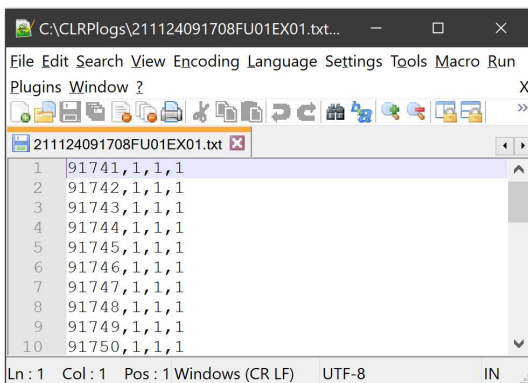 C:\CLRPlogs\211124091708FU01EX01.txt...
File Edit Search View Encoding Language Settings Tools Macro Run
Plugins Window ? X
211124091708FU01EX01.txt
1 91741,1,1,1
2 91742,1,1,1
3 91743,1,1,1
4 91744,1,1,1
5 91745,1,1,1
6 91746,1,1,1
7 91747,1,1,1
8 91748,1,1,1
9 91749,1,1,1
10 91750,1,1,1
Ln : 1 Col : 1 Pos : 1 Windows (CR LF) UTF-8 IN